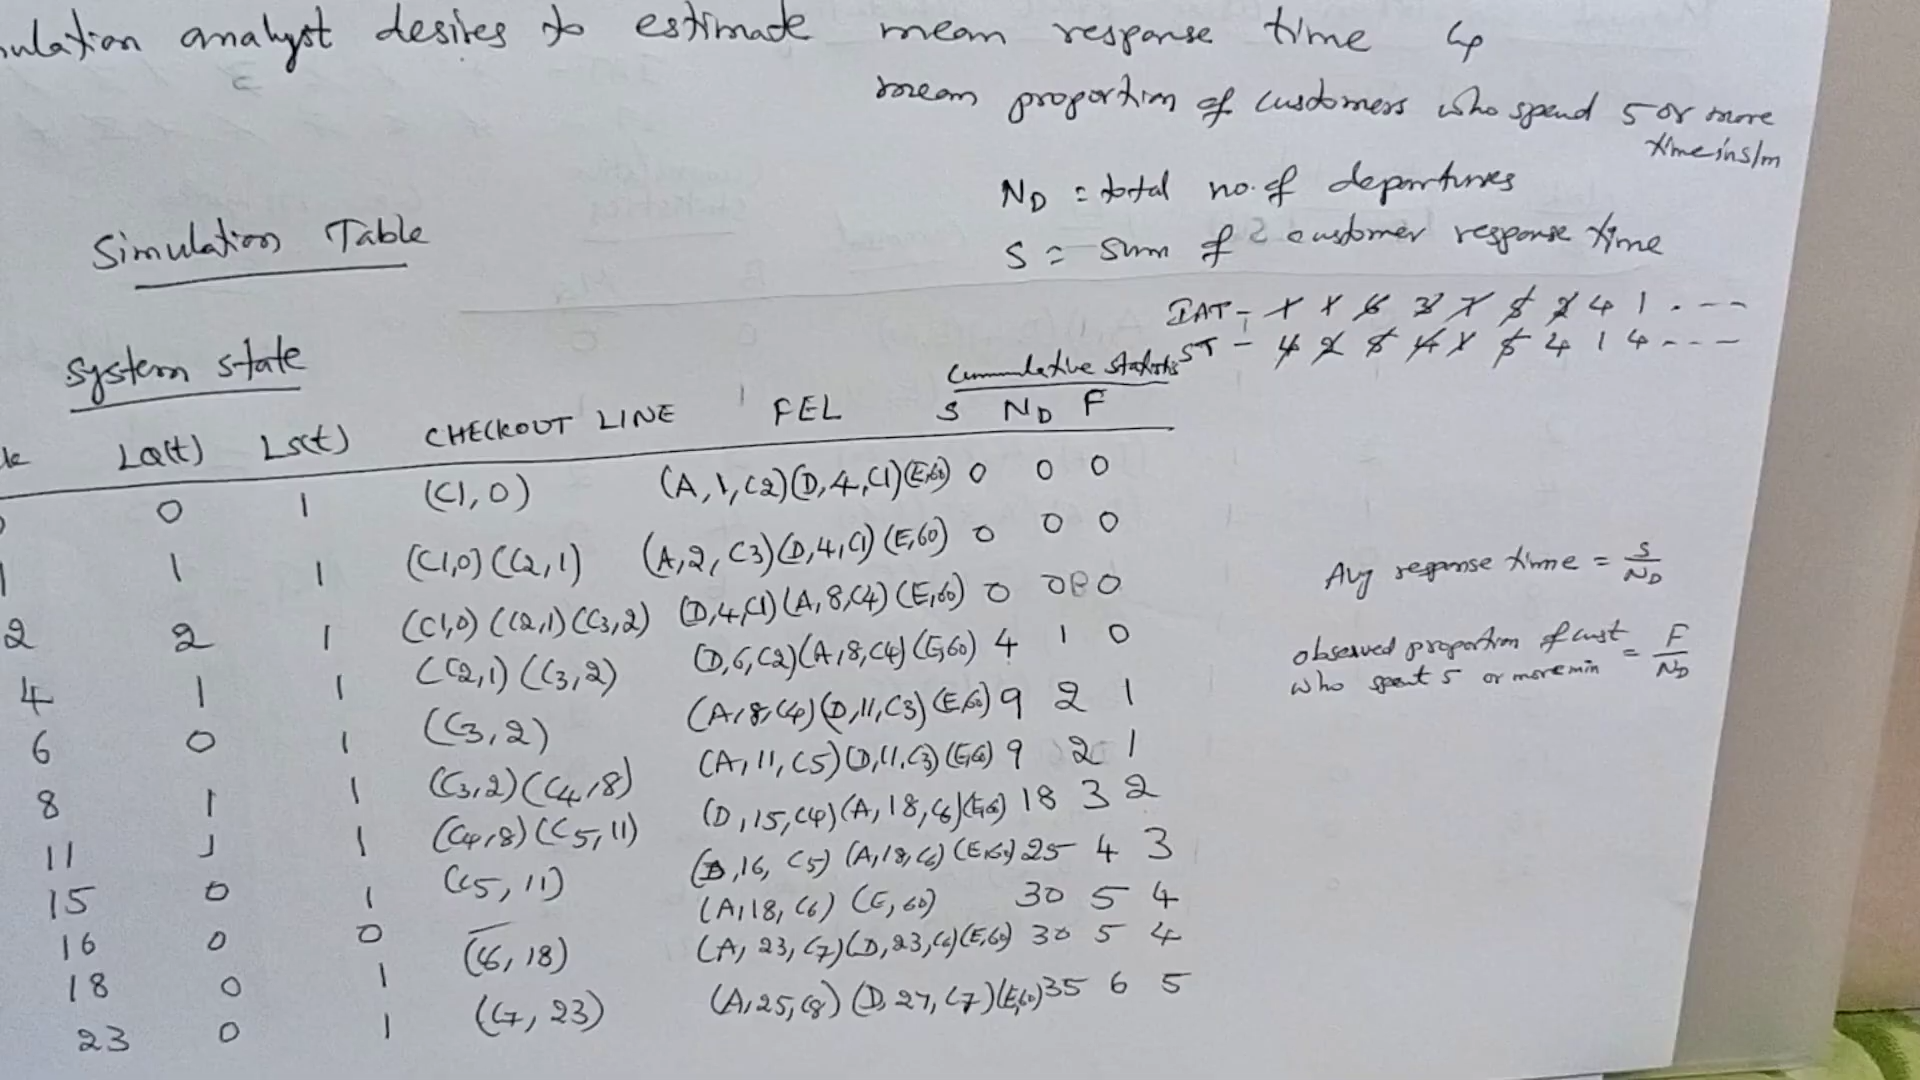 ulation analyst desires to estimate mean response time &
mean proportion of customers who spend 5 or more
time in s/m
ND = total no. of departures
S = sum of customer response time
Simulation Table
IAT - 1 1 6 3 7 5 2 4 1 . ---
ST - 4 2 5 4 1 5 4 1 4 - - - -
System state
Cummulative Statistics
LQ(t) LS(t) CHECKOUT LINE FEL S ND F
0 1 (C1, 0) (A, 1, C2) (D, 4, C1) (E, 60) 0 0 0
1 1 1 (C1, 0) (C2, 1) (A, 2, C3) (D, 4, C1) (E, 60) 0 0 0
2 2 1 (C1, 0) (C2, 1) (C3, 2) (D, 4, C1) (A, 8, C4) (E, 60) 0 0 0
4 1 1 (C2, 1) (C3, 2) (D, 6, C2) (A, 8, C4) (E, 60) 4 1 0
6 0 1 (C3, 2) (A, 8, C4) (D, 11, C3) (E, 60) 9 2 1
8 1 1 (C3, 2) (C4, 8) (A, 11, C5) (D, 11, C3) (E, 60) 9 2 1
11 1 1 (C4, 8) (C5, 11) (D, 15, C4) (A, 18, C6) (E, 60) 18 3 2
15 0 1 (C5, 11) (D, 16, C5) (A, 18, C6) (E, 60) 25 4 3
16 0 0 — (A, 18, C6) (E, 60) 30 5 4
18 0 1 (C6, 18) (A, 23, C7) (D, 23, C6) (E, 60) 30 5 4
23 0 1 (C7, 23) (A, 25, C8) (D, 27, C7) (E, 60) 35 6 5
Avg response time = S/ND
observed proportion of cust
who spent 5 or more min = F/ND